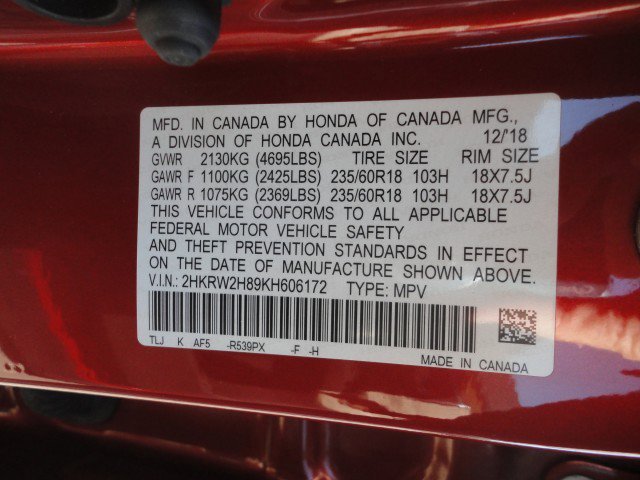 MFD. IN CANADA BY HONDA OF CANADA MFG.,
A DIVISION OF HONDA CANADA INC. 12/'18
GVWR 2130KG (4695LBS) TIRE SIZE RIM SIZE
GAWR F 1100KG (2425LBS) 235/60R18 103H 18X7.5J
GAWR R 1075KG (2369LBS) 235/60R18 103H 18X7.5J
THIS VEHICLE CONFORMS TO ALL APPLICABLE
FEDERAL MOTOR VEHICLE SAFETY
AND THEFT PREVENTION STANDARDS IN EFFECT
ON THE DATE OF MANUFACTURE SHOWN ABOVE.
V.I.N.: 2HKRW2H89KH606172 TYPE: MPV
TLJ K AF5 -R539PX -F -H
MADE IN CANADA